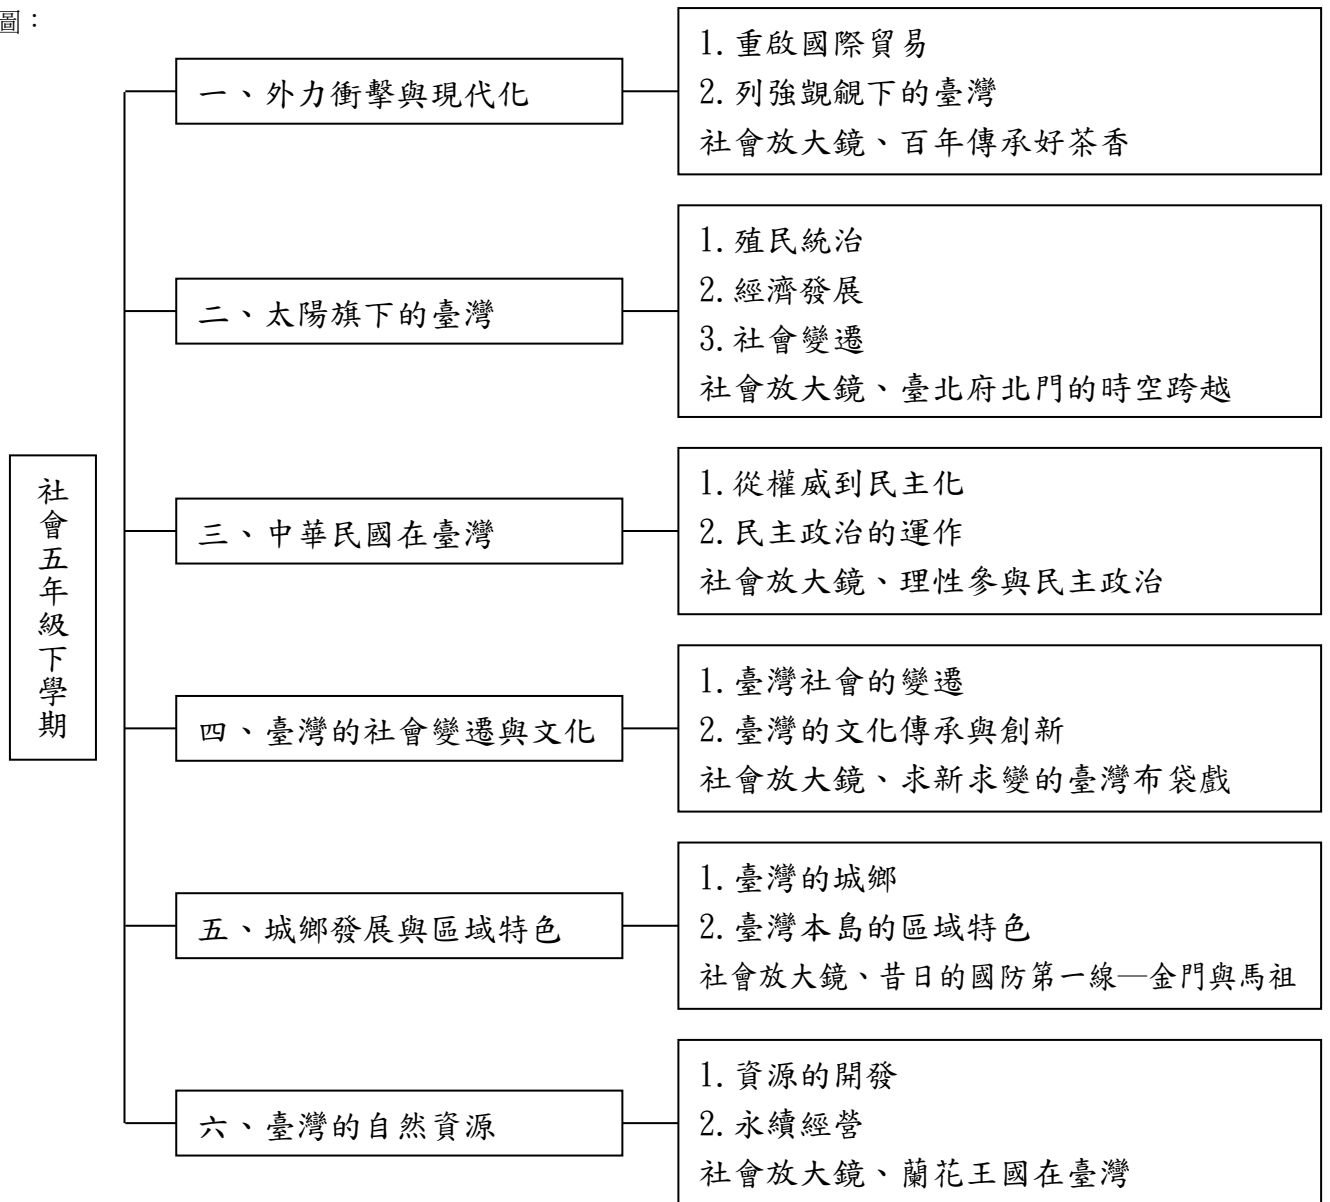 圖：
社會五年級下學期
一、外力衝擊與現代化
1.重啟國際貿易
2.列強覬覦下的臺灣
社會放大鏡、百年傳承好茶香
二、太陽旗下的臺灣
1.殖民統治
2.經濟發展
3.社會變遷
社會放大鏡、臺北府北門的時空跨越
三、中華民國在臺灣
1.從權威到民主化
2.民主政治的運作
社會放大鏡、理性參與民主政治
四、臺灣的社會變遷與文化
1.臺灣社會的變遷
2.臺灣的文化傳承與創新
社會放大鏡、求新求變的臺灣布袋戲
五、城鄉發展與區域特色
1.臺灣的城鄉
2.臺灣本島的區域特色
社會放大鏡、昔日的國防第一線—金門與馬祖
六、臺灣的自然資源
1.資源的開發
2.永續經營
社會放大鏡、蘭花王國在臺灣